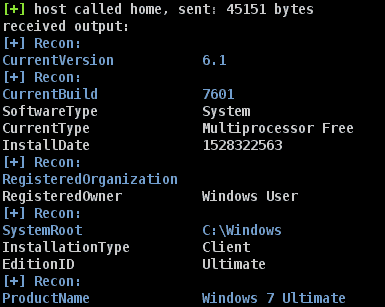 [+] host called home, sent: 45151 bytes
received output:
[+] Recon:
CurrentVersion 6.1
[+] Recon:
CurrentBuild 7601
SoftwareType System
CurrentType Multiprocessor Free
InstallDate 1528322563
[+] Recon:
RegisteredOrganization
RegisteredOwner Windows User
[+] Recon:
SystemRoot C:\Windows
InstallationType Client
EditionID Ultimate
[+] Recon:
ProductName Windows 7 Ultimate